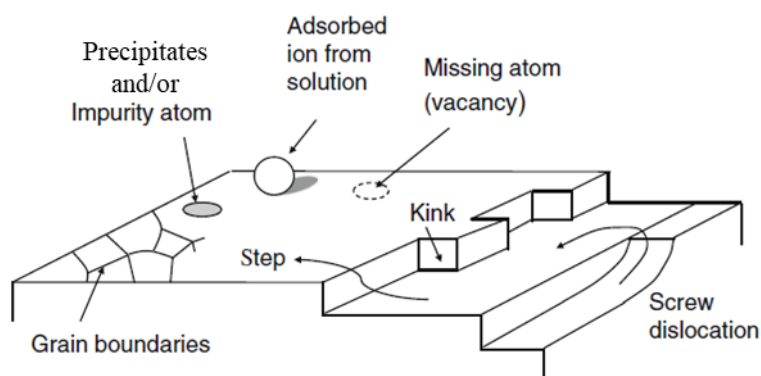 Precipitates
and/or
Impurity atom
Adsorbed
ion from
solution
Missing atom
(vacancy)
Kink
Step
Screw
dislocation
Grain boundaries